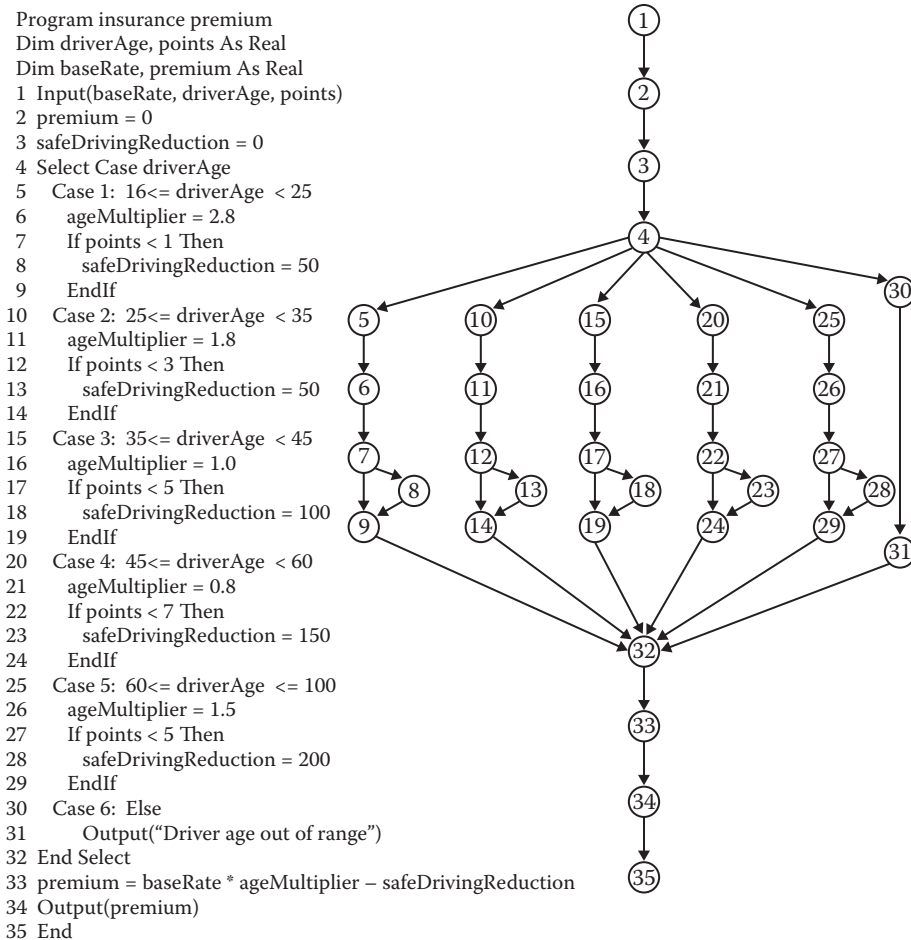 Program insurance premium
Dim driverAge, points As Real
Dim baseRate, premium As Real
1 Input(baseRate, driverAge, points)
2 premium = 0
3 safeDrivingReduction = 0
4 Select Case driverAge
5 Case 1: 16<= driverAge < 25
6 ageMultiplier = 2.8
7 If points < 1 Then
8 safeDrivingReduction = 50
9 EndIf
10 Case 2: 25<= driverAge < 35
11 ageMultiplier = 1.8
12 If points < 3 Then
13 safeDrivingReduction = 50
14 EndIf
15 Case 3: 35<= driverAge < 45
16 ageMultiplier = 1.0
17 If points < 5 Then
18 safeDrivingReduction = 100
19 EndIf
20 Case 4: 45<= driverAge < 60
21 ageMultiplier = 0.8
22 If points < 7 Then
23 safeDrivingReduction = 150
24 EndIf
25 Case 5: 60<= driverAge <= 100
26 ageMultiplier = 1.5
27 If points < 5 Then
28 safeDrivingReduction = 200
29 EndIf
30 Case 6: Else
31 Output(“Driver age out of range”)
32 End Select
33 premium = baseRate * ageMultiplier – safeDrivingReduction
34 Output(premium)
35 End
1
2
3
4
30
5 10 15 20 25
6 11 16 21 26
7 12 17 22 27
8 13 18 23 28
9 14 19 24 29
31
32
33
34
35